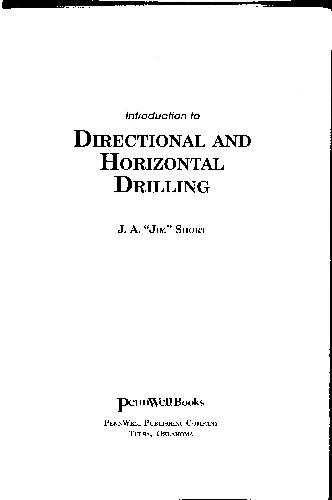 Introduction to
DIRECTIONAL AND
HORIZONTAL
DRILLING
J. A. “JIM” SHORT
PennWell Books
PENNWELL PUBLISHING COMPANY
TULSA, OKLAHOMA